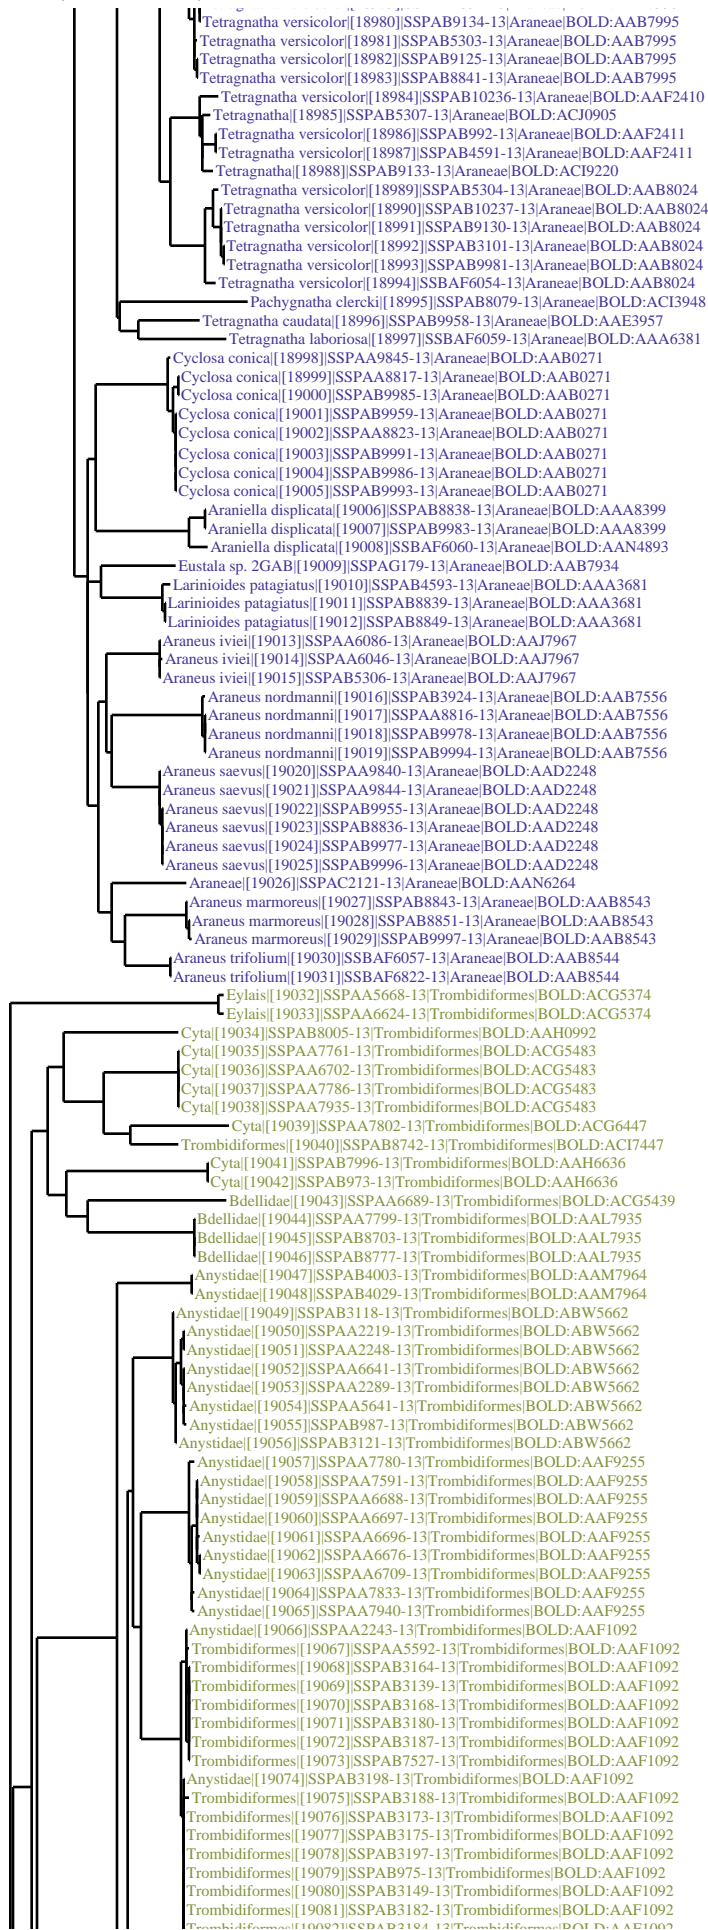 Tetragnatha versicolor|[18980]|SSPAB9134-13|Araneae|BOLD:AAB7995
Tetragnatha versicolor|[18981]|SSPAB5303-13|Araneae|BOLD:AAB7995
Tetragnatha versicolor|[18982]|SSPAB9125-13|Araneae|BOLD:AAB7995
Tetragnatha versicolor|[18983]|SSPAB8841-13|Araneae|BOLD:AAB7995
Tetragnatha versicolor|[18984]|SSPAB10236-13|Araneae|BOLD:AAF2410
Tetragnatha|[18985]|SSPAB5307-13|Araneae|BOLD:ACJ0905
Tetragnatha versicolor|[18986]|SSPAB992-13|Araneae|BOLD:AAF2411
Tetragnatha versicolor|[18987]|SSPAB4591-13|Araneae|BOLD:AAF2411
Tetragnatha|[18988]|SSPAB9133-13|Araneae|BOLD:ACI9220
Tetragnatha versicolor|[18989]|SSPAB5304-13|Araneae|BOLD:AAB8024
Tetragnatha versicolor|[18990]|SSPAB10237-13|Araneae|BOLD:AAB8024
Tetragnatha versicolor|[18991]|SSPAB9130-13|Araneae|BOLD:AAB8024
Tetragnatha versicolor|[18992]|SSPAB3101-13|Araneae|BOLD:AAB8024
Tetragnatha versicolor|[18993]|SSPAB9981-13|Araneae|BOLD:AAB8024
Tetragnatha versicolor|[18994]|SSBAF6054-13|Araneae|BOLD:AAB8024
Pachygnatha clercki|[18995]|SSPAB8079-13|Araneae|BOLD:ACI3948
Tetragnatha caudata|[18996]|SSPAB9958-13|Araneae|BOLD:AAE3957
Tetragnatha laboriosa|[18997]|SSBAF6059-13|Araneae|BOLD:AAA6381
Cyclosa conica|[18998]|SSPAA9845-13|Araneae|BOLD:AAB0271
Cyclosa conica|[18999]|SSPAA8817-13|Araneae|BOLD:AAB0271
Cyclosa conica|[19000]|SSPAB9985-13|Araneae|BOLD:AAB0271
Cyclosa conica|[19001]|SSPAB9959-13|Araneae|BOLD:AAB0271
Cyclosa conica|[19002]|SSPAA8823-13|Araneae|BOLD:AAB0271
Cyclosa conica|[19003]|SSPAB9991-13|Araneae|BOLD:AAB0271
Cyclosa conica|[19004]|SSPAB9986-13|Araneae|BOLD:AAB0271
Cyclosa conica|[19005]|SSPAB9993-13|Araneae|BOLD:AAB0271
Araniella displicata|[19006]|SSPAB8838-13|Araneae|BOLD:AAA8399
Araniella displicata|[19007]|SSPAB9983-13|Araneae|BOLD:AAA8399
Araniella displicata|[19008]|SSBAF6060-13|Araneae|BOLD:AAN4893
Eustala sp. 2GAB|[19009]|SSPAG179-13|Araneae|BOLD:AAB7934
Larinioides patagiatus|[19010]|SSPAB4593-13|Araneae|BOLD:AAA3681
Larinioides patagiatus|[19011]|SSPAB8839-13|Araneae|BOLD:AAA3681
Larinioides patagiatus|[19012]|SSPAB8849-13|Araneae|BOLD:AAA3681
Araneus iviei|[19013]|SSPAA6086-13|Araneae|BOLD:AAJ7967
Araneus iviei|[19014]|SSPAA6046-13|Araneae|BOLD:AAJ7967
Araneus iviei|[19015]|SSPAB5306-13|Araneae|BOLD:AAJ7967
Araneus nordmanni|[19016]|SSPAB3924-13|Araneae|BOLD:AAB7556
Araneus nordmanni|[19017]|SSPAA8816-13|Araneae|BOLD:AAB7556
Araneus nordmanni|[19018]|SSPAB9978-13|Araneae|BOLD:AAB7556
Araneus nordmanni|[19019]|SSPAB9994-13|Araneae|BOLD:AAB7556
Araneus saevus|[19020]|SSPAA9840-13|Araneae|BOLD:AAD2248
Araneus saevus|[19021]|SSPAA9844-13|Araneae|BOLD:AAD2248
Araneus saevus|[19022]|SSPAB9955-13|Araneae|BOLD:AAD2248
Araneus saevus|[19023]|SSPAB8836-13|Araneae|BOLD:AAD2248
Araneus saevus|[19024]|SSPAB9977-13|Araneae|BOLD:AAD2248
Araneus saevus|[19025]|SSPAB9996-13|Araneae|BOLD:AAD2248
Araneae|[19026]|SSPAC2121-13|Araneae|BOLD:AAN6264
Araneus marmoreus|[19027]|SSPAB8843-13|Araneae|BOLD:AAB8543
Araneus marmoreus|[19028]|SSPAB8851-13|Araneae|BOLD:AAB8543
Araneus marmoreus|[19029]|SSPAB9997-13|Araneae|BOLD:AAB8543
Araneus trifolium|[19030]|SSBAF6057-13|Araneae|BOLD:AAB8544
Araneus trifolium|[19031]|SSBAF6822-13|Araneae|BOLD:AAB8544
Eylais|[19032]|SSPAA5668-13|Trombidiformes|BOLD:ACG5374
Eylais|[19033]|SSPAA6624-13|Trombidiformes|BOLD:ACG5374
Cyta|[19034]|SSPAB8005-13|Trombidiformes|BOLD:AAH0992
Cyta|[19035]|SSPAA7761-13|Trombidiformes|BOLD:ACG5483
Cyta|[19036]|SSPAA6702-13|Trombidiformes|BOLD:ACG5483
Cyta|[19037]|SSPAA7786-13|Trombidiformes|BOLD:ACG5483
Cyta|[19038]|SSPAA7935-13|Trombidiformes|BOLD:ACG5483
Cyta|[19039]|SSPAA7802-13|Trombidiformes|BOLD:ACG6447
Trombidiformes|[19040]|SSPAB8742-13|Trombidiformes|BOLD:ACI7447
Cyta|[19041]|SSPAB7996-13|Trombidiformes|BOLD:AAH6636
Cyta|[19042]|SSPAB973-13|Trombidiformes|BOLD:AAH6636
Bdellidae|[19043]|SSPAA6689-13|Trombidiformes|BOLD:ACG5439
Bdellidae|[19044]|SSPAA7799-13|Trombidiformes|BOLD:AAL7935
Bdellidae|[19045]|SSPAB8703-13|Trombidiformes|BOLD:AAL7935
Bdellidae|[19046]|SSPAB8777-13|Trombidiformes|BOLD:AAL7935
Anystidae|[19047]|SSPAB4003-13|Trombidiformes|BOLD:AAM7964
Anystidae|[19048]|SSPAB4029-13|Trombidiformes|BOLD:AAM7964
Anystidae|[19049]|SSPAB3118-13|Trombidiformes|BOLD:ABW5662
Anystidae|[19050]|SSPAA2219-13|Trombidiformes|BOLD:ABW5662
Anystidae|[19051]|SSPAA2248-13|Trombidiformes|BOLD:ABW5662
Anystidae|[19052]|SSPAA6641-13|Trombidiformes|BOLD:ABW5662
Anystidae|[19053]|SSPAA2289-13|Trombidiformes|BOLD:ABW5662
Anystidae|[19054]|SSPAA5641-13|Trombidiformes|BOLD:ABW5662
Anystidae|[19055]|SSPAB987-13|Trombidiformes|BOLD:ABW5662
Anystidae|[19056]|SSPAB3121-13|Trombidiformes|BOLD:ABW5662
Anystidae|[19057]|SSPAA7780-13|Trombidiformes|BOLD:AAF9255
Anystidae|[19058]|SSPAA7591-13|Trombidiformes|BOLD:AAF9255
Anystidae|[19059]|SSPAA6688-13|Trombidiformes|BOLD:AAF9255
Anystidae|[19060]|SSPAA6697-13|Trombidiformes|BOLD:AAF9255
Anystidae|[19061]|SSPAA6696-13|Trombidiformes|BOLD:AAF9255
Anystidae|[19062]|SSPAA6676-13|Trombidiformes|BOLD:AAF9255
Anystidae|[19063]|SSPAA6709-13|Trombidiformes|BOLD:AAF9255
Anystidae|[19064]|SSPAA7833-13|Trombidiformes|BOLD:AAF9255
Anystidae|[19065]|SSPAA7940-13|Trombidiformes|BOLD:AAF9255
Anystidae|[19066]|SSPAA2243-13|Trombidiformes|BOLD:AAF1092
Trombidiformes|[19067]|SSPAA5592-13|Trombidiformes|BOLD:AAF1092
Trombidiformes|[19068]|SSPAB3164-13|Trombidiformes|BOLD:AAF1092
Trombidiformes|[19069]|SSPAB3139-13|Trombidiformes|BOLD:AAF1092
Trombidiformes|[19070]|SSPAB3168-13|Trombidiformes|BOLD:AAF1092
Trombidiformes|[19071]|SSPAB3180-13|Trombidiformes|BOLD:AAF1092
Trombidiformes|[19072]|SSPAB3187-13|Trombidiformes|BOLD:AAF1092
Trombidiformes|[19073]|SSPAB7527-13|Trombidiformes|BOLD:AAF1092
Anystidae|[19074]|SSPAB3198-13|Trombidiformes|BOLD:AAF1092
Trombidiformes|[19075]|SSPAB3188-13|Trombidiformes|BOLD:AAF1092
Trombidiformes|[19076]|SSPAB3173-13|Trombidiformes|BOLD:AAF1092
Trombidiformes|[19077]|SSPAB3175-13|Trombidiformes|BOLD:AAF1092
Trombidiformes|[19078]|SSPAB3197-13|Trombidiformes|BOLD:AAF1092
Trombidiformes|[19079]|SSPAB975-13|Trombidiformes|BOLD:AAF1092
Trombidiformes|[19080]|SSPAB3149-13|Trombidiformes|BOLD:AAF1092
Trombidiformes|[19081]|SSPAB3182-13|Trombidiformes|BOLD:AAF1092
Trombidiformes|[19082]|SSPAB3184-13|Trombidiformes|BOLD:AAF1092